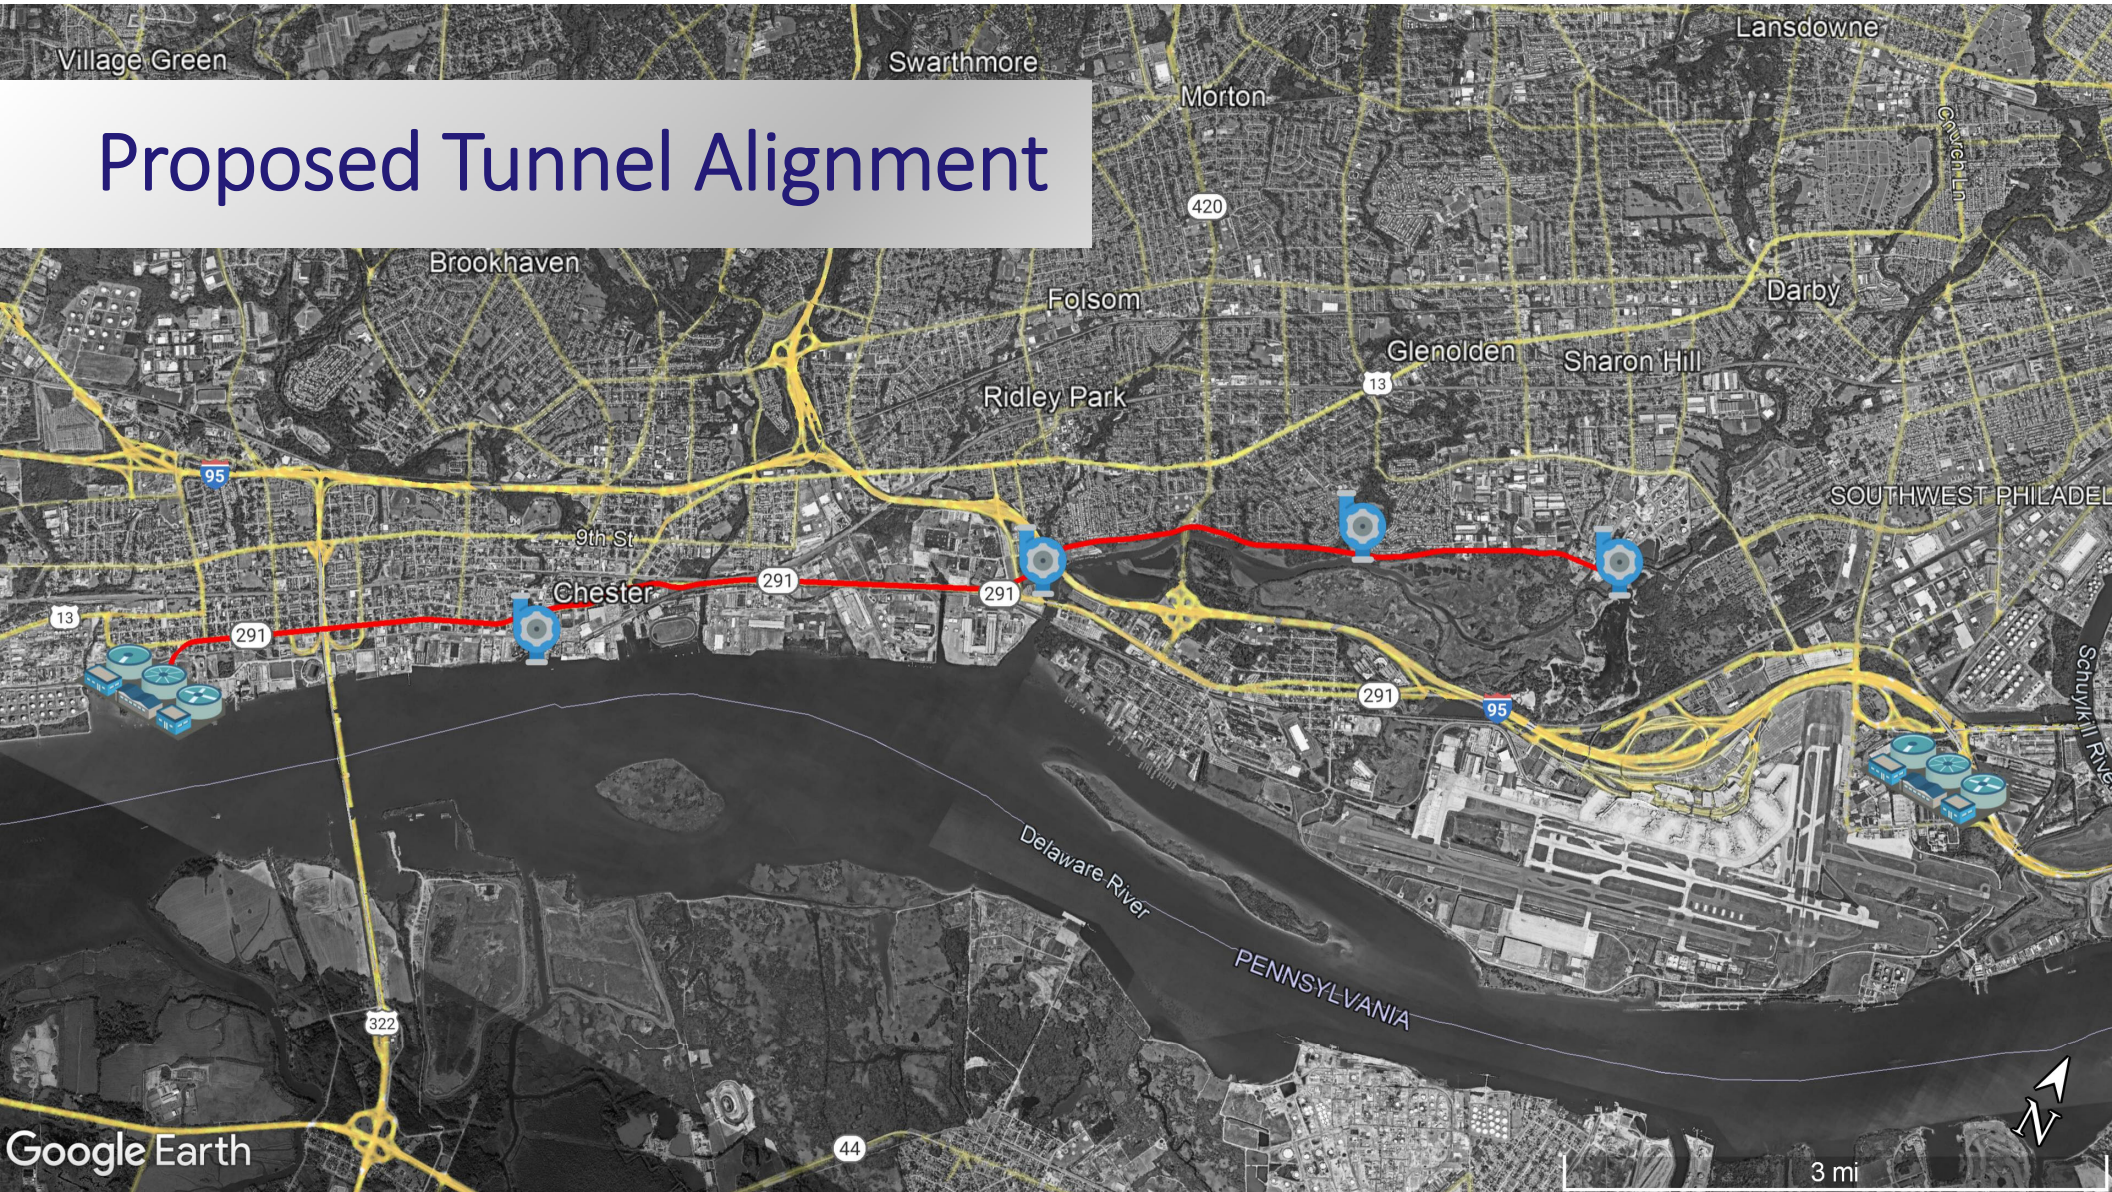 Village Green
Swarthmore
Lansdowne
Morton
Church Ln
Proposed Tunnel Alignment
420
Brookhaven
Folsom
Darby
Glenolden
Sharon Hill
13
Ridley Park
95
SOUTHWEST PHILADEL
9th St
291
Chester
291
13
291
Schuylkill River
291
95
Delaware River
PENNSYLVANIA
322
N
44
Google Earth
3 mi